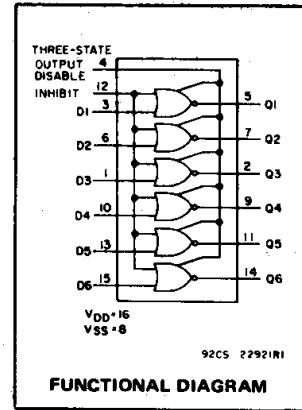 THREE-STATE
OUTPUT 4
DISABLE
INHIBIT 12
D1 3 5 Q1
D2 6 7 Q2
D3 1 2 Q3
D4 10 9 Q4
D5 13 11 Q5
D6 15 14 Q6
VDD=16
VSS=8
92CS 22921R1
FUNCTIONAL DIAGRAM